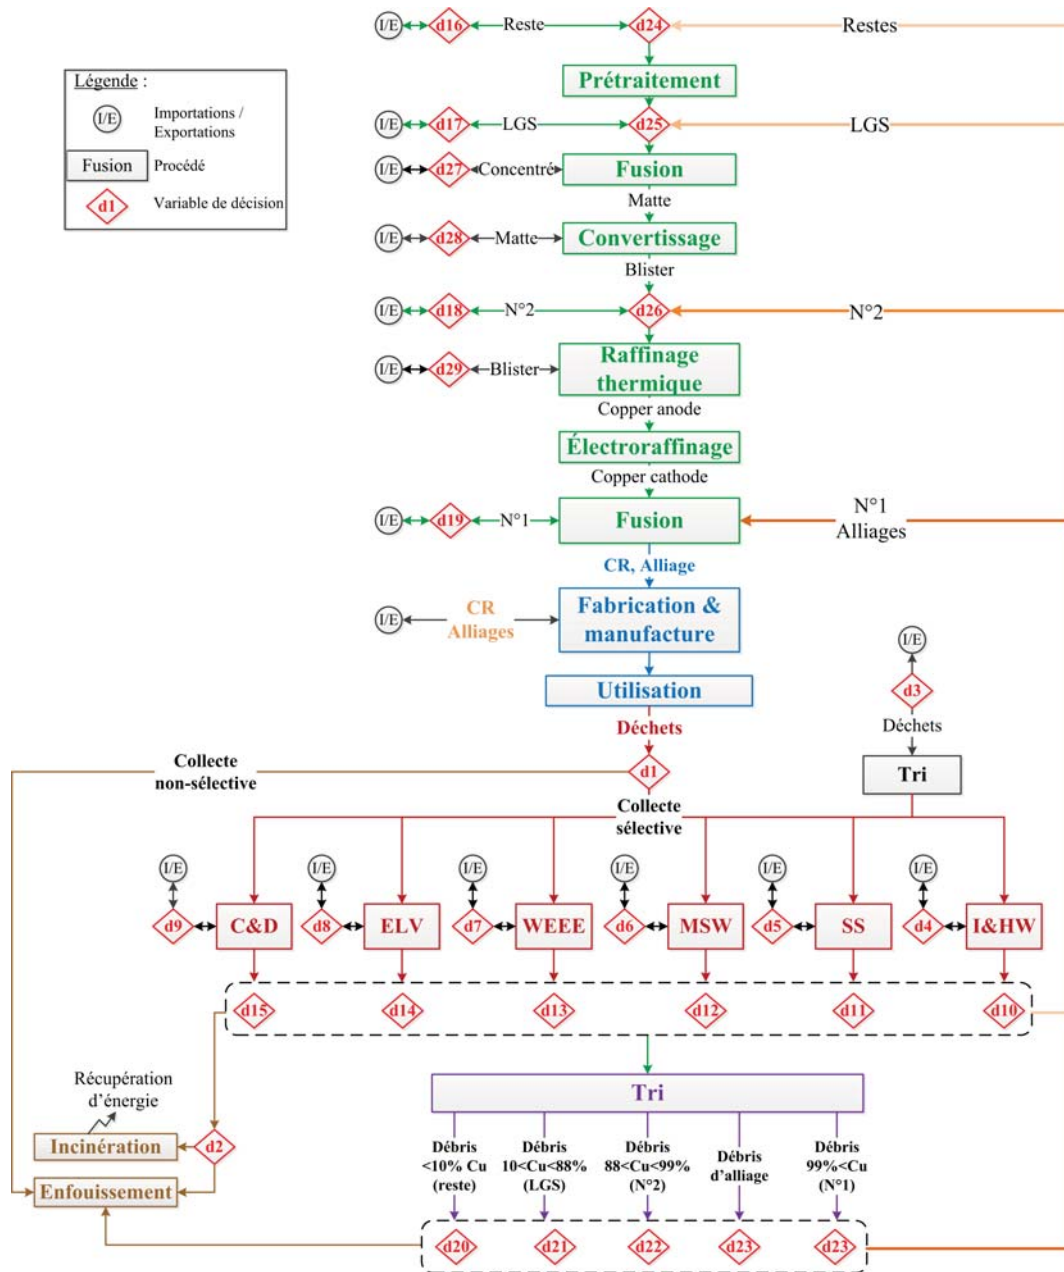 Légende :
I/E
Importations /
Exportations
Fusion
Procédé
d1
Variable de décision
I/E
d16
Reste
d24
Restes
Prétraitement
I/E
d17
LGS
d25
LGS
I/E
d27
Concentré
Fusion
Matte
I/E
d28
Matte
Convertissage
Blister
I/E
d18
N°2
d26
N°2
I/E
d29
Blister
Raffinage
thermique
Copper anode
Électroraffinage
Copper cathode
I/E
d19
N°1
Fusion
N°1
Alliages
CR, Alliage
I/E
CR
Alliages
Fabrication &
manufacture
Utilisation
I/E
d3
Déchets
Tri
Déchets
d1
Collecte
non-sélective
Collecte
sélective
I/E
I/E
I/E
I/E
I/E
I/E
d9
C&D
d8
ELV
d7
WEEE
d6
MSW
d5
SS
d4
I&HW
d15
d14
d13
d12
d11
d10
Récupération
d'énergie
Incinération
d2
Enfouissement
Tri
Débris
<10% Cu
(reste)
Débris
10<Cu<88%
(LGS)
Débris
88<Cu<99%
(N°2)
Débris
d'alliage
Débris
99%<Cu
(N°1)
d20
d21
d22
d23
d23